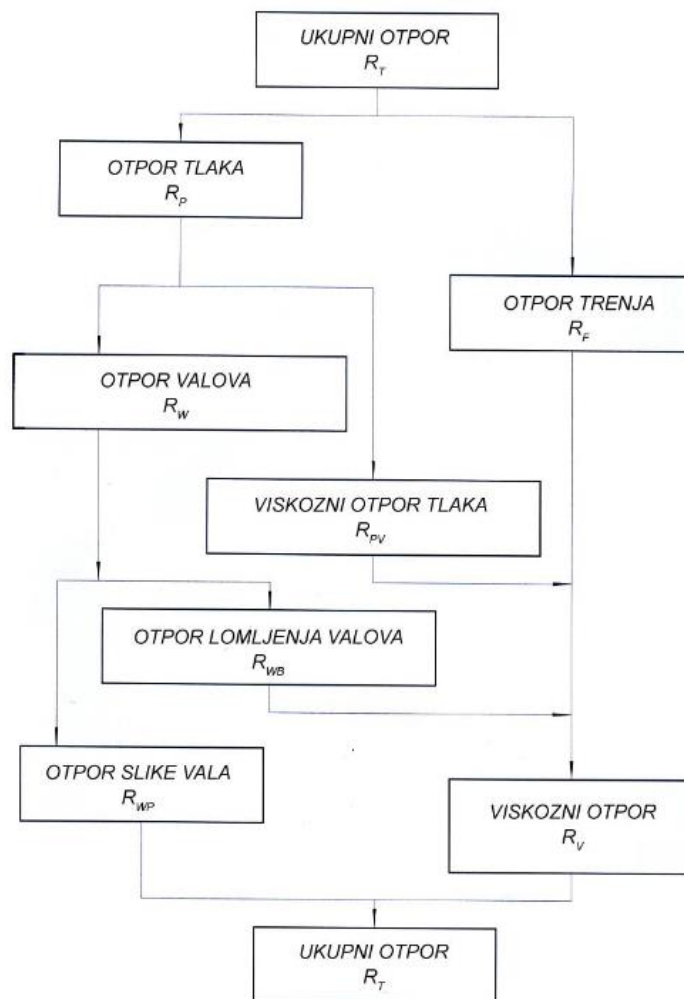 UKUPNI OTPOR
R_T
OTPOR TLAKA
R_P
OTPOR TRENJA
R_F
OTPOR VALOVA
R_W
VISKOZNI OTPOR TLAKA
R_PV
OTPOR LOMLJENJA VALOVA
R_WB
OTPOR SLIKE VALA
R_WP
VISKOZNI OTPOR
R_V
UKUPNI OTPOR
R_T